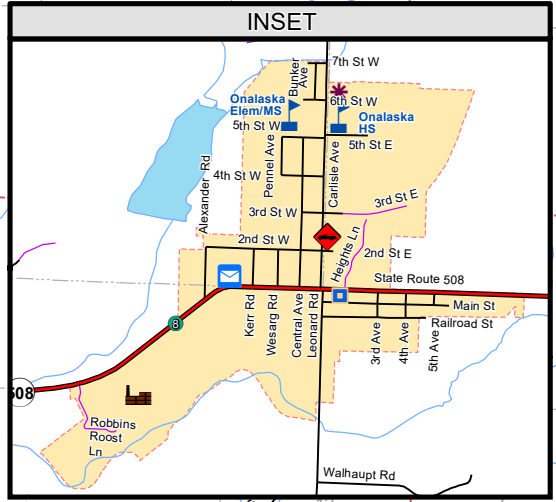 INSET
7th St W
Bunker
Ave
6th St W
Onalaska
Elem/MS
Onalaska
HS
5th St W
5th St E
Pennel Ave
Carlisle Ave
Alexander Rd
4th St W
3rd St E
3rd St W
2nd St W
Heights Ln
2nd St E
State Route 508
Main St
Kerr Rd
Wesarg Rd
Central Ave
Leonard Rd
Railroad St
3rd Ave
4th Ave
5th Ave
8
508
Robbins
Roost
Ln
Walhaupt Rd